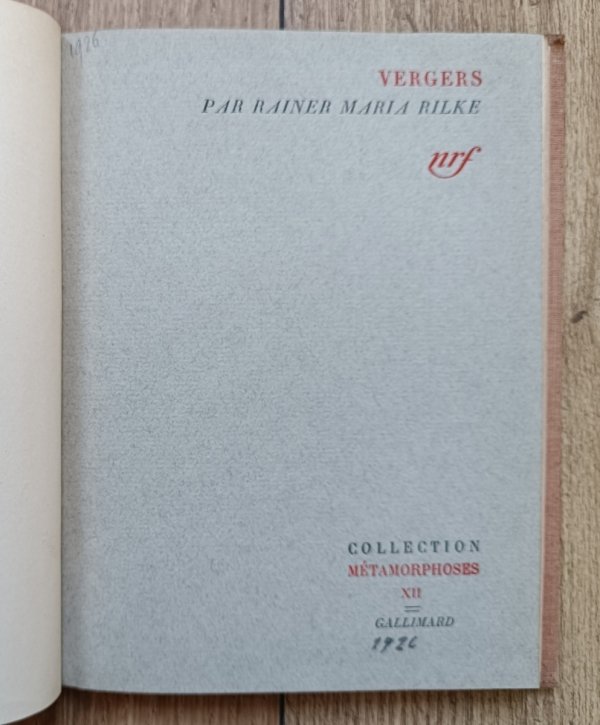 1926
VERGERS
PAR RAINER MARIA RILKE
nrf
COLLECTION
MÉTAMORPHOSES
XII
GALLIMARD
1926